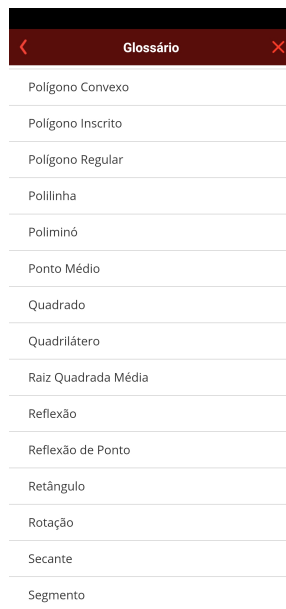 Glossário
Polígono Convexo
Polígono Inscrito
Polígono Regular
Polilinha
Poliminó
Ponto Médio
Quadrado
Quadrilátero
Raiz Quadrada Média
Reflexão
Reflexão de Ponto
Retângulo
Rotação
Secante
Segmento